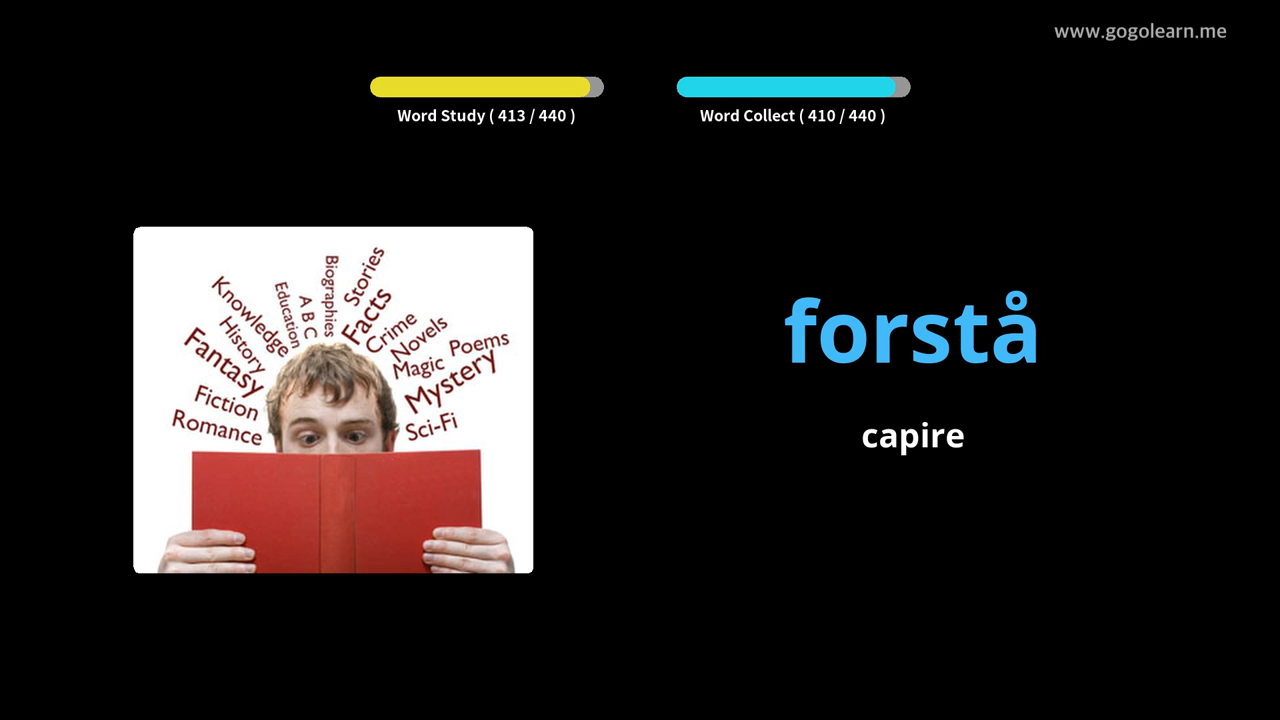 www.gogolearn.me
Word Study ( 413 / 440 )
Word Collect ( 410 / 440 )
Stories
Biographies
Facts
Education
A B C
Knowledge
Crime
Novels
History
Poems
Fantasy
Magic
Mystery
Fiction
Romance
Sci-Fi
forstå
capire